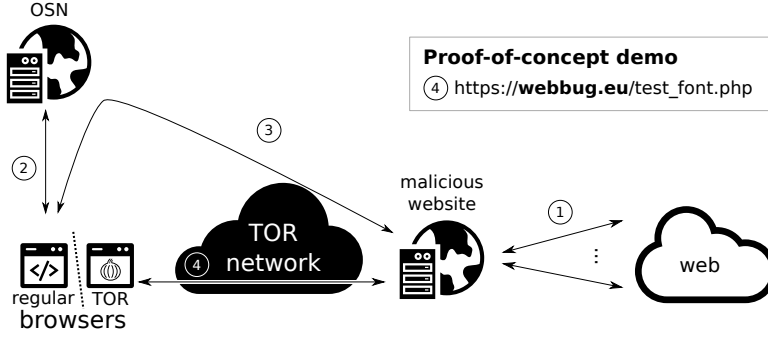 OSN
Proof-of-concept demo
4 https://webbug.eu/test_font.php
3
2
malicious
website
1
TOR
network
4
...
web
</>
regular TOR
browsers